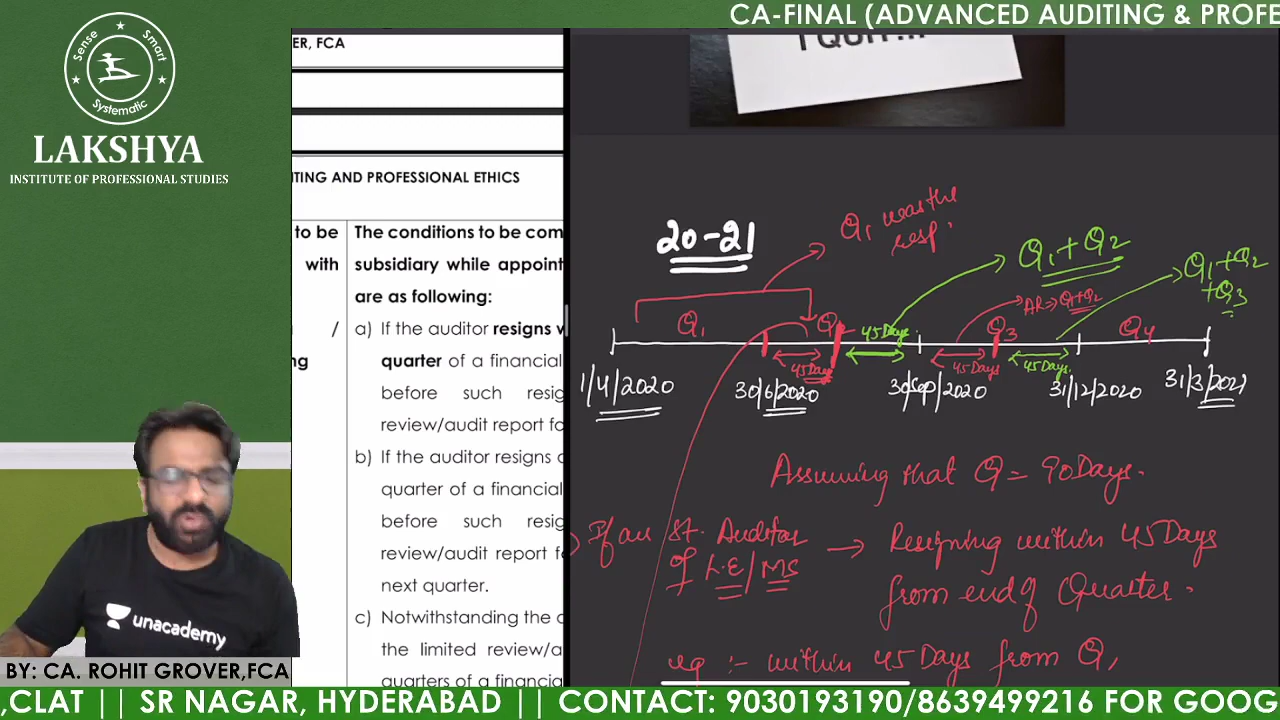 CA-FINAL (ADVANCED AUDITING & PROFE
Sense Smart
Systematic
LAKSHYA
INSTITUTE OF PROFESSIONAL STUDIES
ER, FCA
TING AND PROFESSIONAL ETHICS
to be
with
/
ng
The conditions to be com
subsidiary while appoint
are as following:
a) If the auditor resigns w
quarter of a financial
before such resig
review/audit report fo
b) If the auditor resigns a
quarter of a financial
before such resig
review/audit report fo
next quarter.
c) Notwithstanding the c
the limited review/a
quarters of a financia
I QUIT...
20-21
Q1 was the
resp.
Q1 + Q2
Q1 + Q2
+ Q3
AR → Q1 + Q2
Q1 Q Q3 Q4
45 Days 45 Days 45 Days 45 Days
1/4/2020 30/6/2020 30/Sep/2020 31/12/2020 31/3/2021
Assuming that Q = 90 Days.
If an St. Auditor
of L.E/MS → Resigning within 45 Days
from end of Quarter.
eg :- within 45 Days from Q1
unacademy
BY: CA. ROHIT GROVER,FCA
,CLAT || SR NAGAR, HYDERABAD || CONTACT: 9030193190/8639499216 FOR GOOG